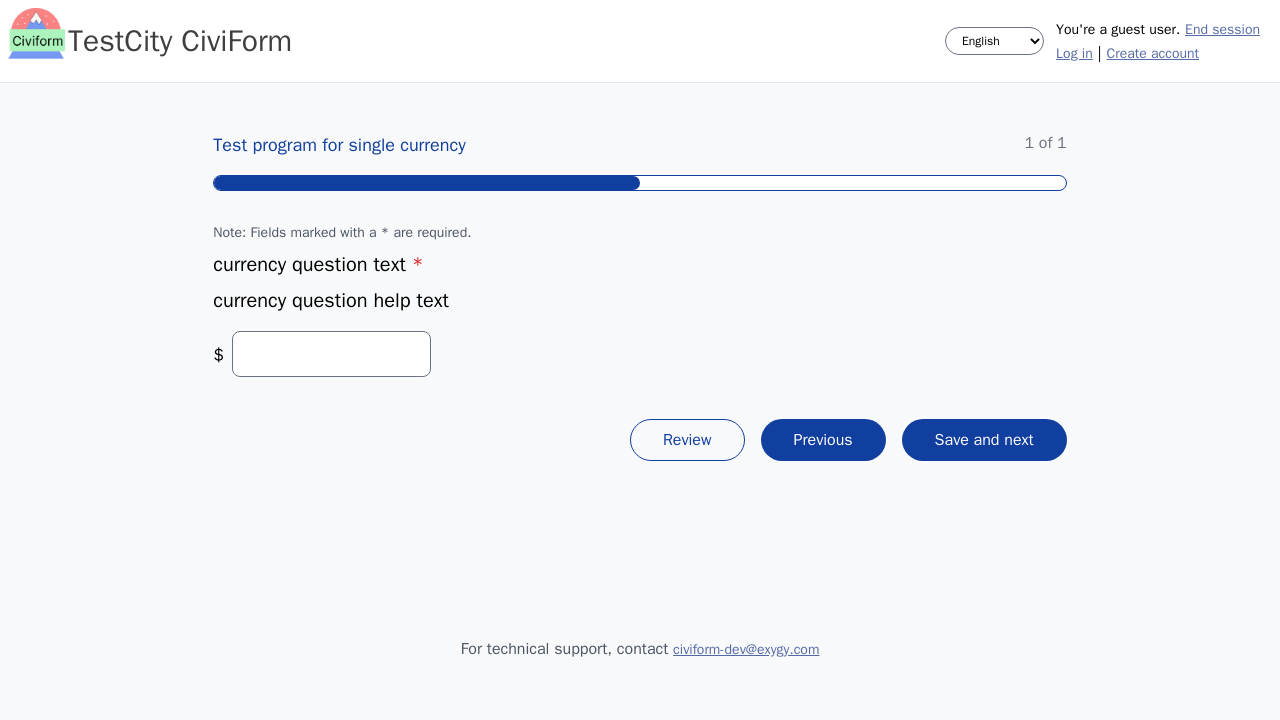 Civiform
TestCity CiviForm
English
You're a guest user. End session
Log in | Create account
Test program for single currency
1 of 1
Note: Fields marked with a * are required.
currency question text *
currency question help text
$
Review
Previous
Save and next
For technical support, contact civiform-dev@exygy.com